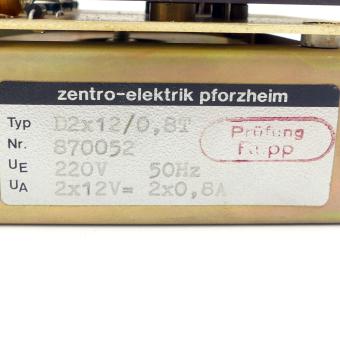 zentro-elektrik pforzheim
Typ D2x12/0,8T
Nr. 870052
UE 220V 50Hz
UA 2x12V= 2x0,8A
Prüfung